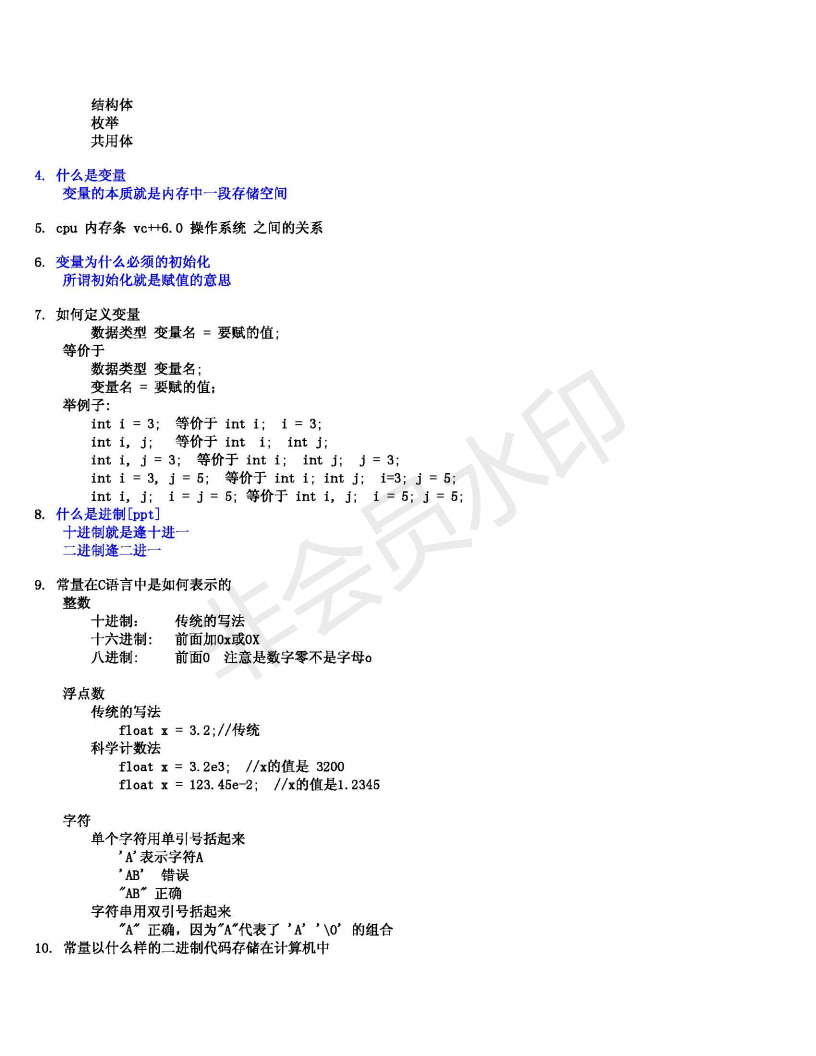 结构体
枚举
共用体
4. 什么是变量
变量的本质就是内存中一段存储空间
5. cpu 内存条 vc++6.0 操作系统 之间的关系
6. 变量为什么必须的初始化
所谓初始化就是赋值的意思
7. 如何定义变量
数据类型 变量名 = 要赋的值;
等价于
数据类型 变量名;
变量名 = 要赋的值;
举例子:
int i = 3; 等价于 int i; i = 3;
int i, j; 等价于 int i; int j;
int i, j = 3; 等价于 int i; int j; j = 3;
int i = 3, j = 5; 等价于 int i; int j; i=3; j = 5;
int i, j; i = j = 5; 等价于 int i, j; i = 5; j = 5;
8. 什么是进制[ppt]
十进制就是逢十进一
二进制逢二进一
9. 常量在C语言中是如何表示的
整数
十进制: 传统的写法
十六进制: 前面加0x或0X
八进制: 前面0 注意是数字零不是字母o
浮点数
传统的写法
float x = 3.2;//传统
科学计数法
float x = 3.2e3; //x的值是 3200
float x = 123.45e-2; //x的值是1.2345
字符
单个字符用单引号括起来
'A'表示字符A
'AB' 错误
"AB" 正确
字符串用双引号括起来
"A" 正确，因为"A"代表了 'A' '\0' 的组合
10. 常量以什么样的二进制代码存储在计算机中
非会员水印